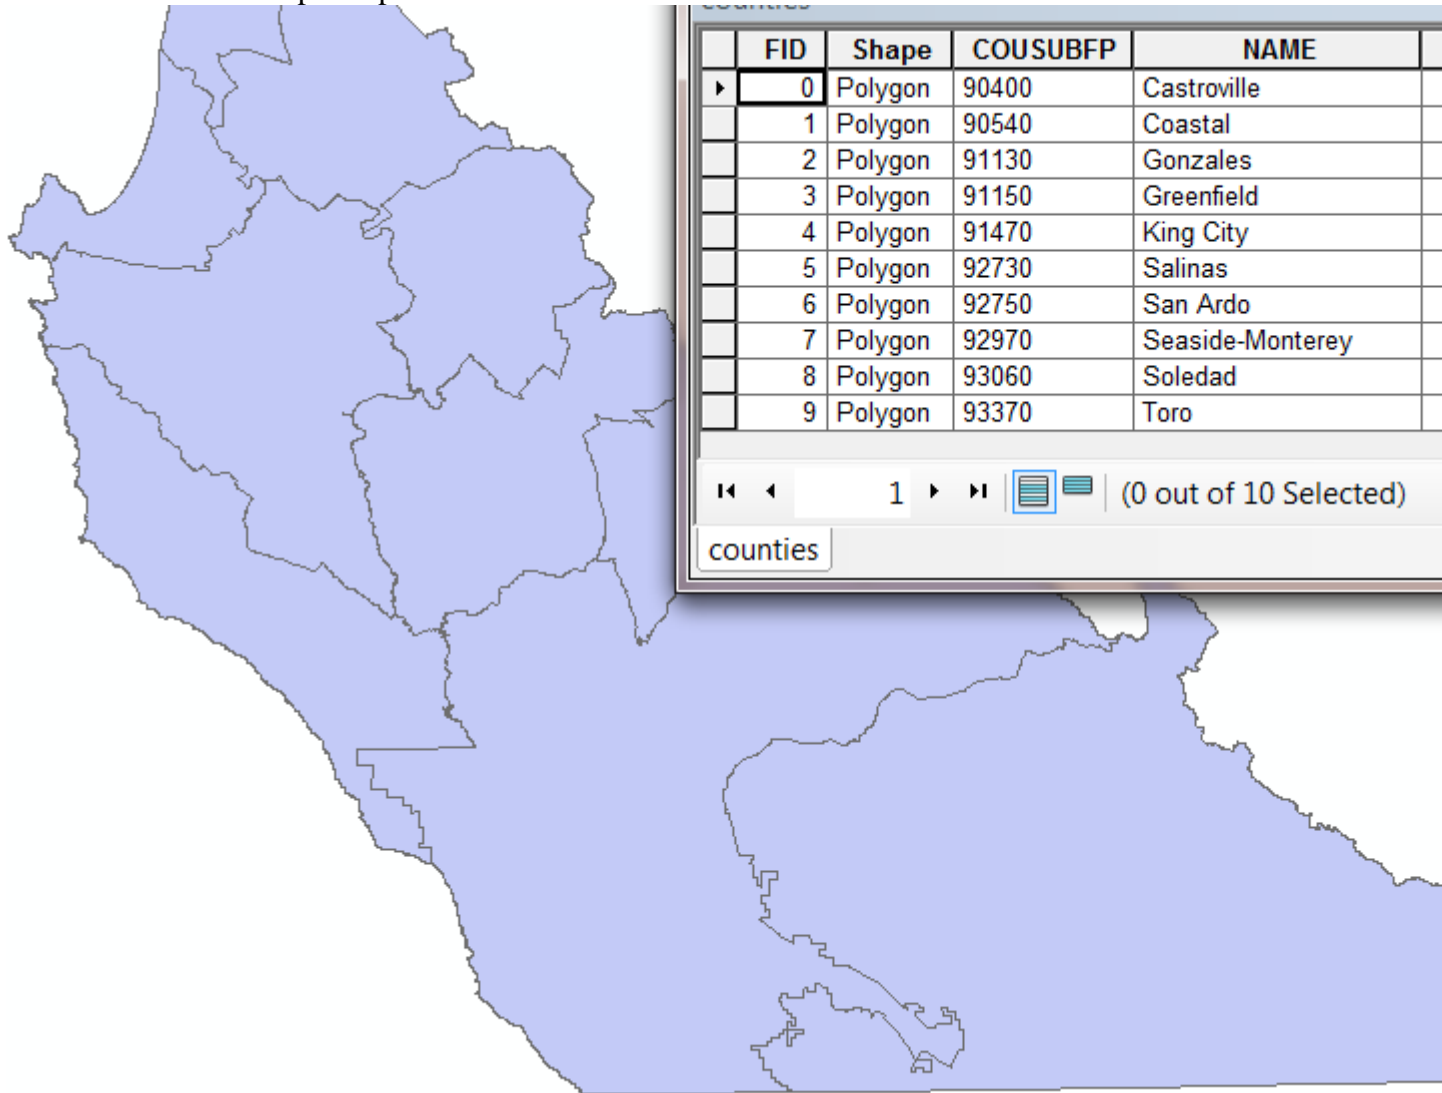 counties
FID Shape COUSUBFP NAME
0 Polygon 90400 Castroville
1 Polygon 90540 Coastal
2 Polygon 91130 Gonzales
3 Polygon 91150 Greenfield
4 Polygon 91470 King City
5 Polygon 92730 Salinas
6 Polygon 92750 San Ardo
7 Polygon 92970 Seaside-Monterey
8 Polygon 93060 Soledad
9 Polygon 93370 Toro
1 (0 out of 10 Selected)
counties